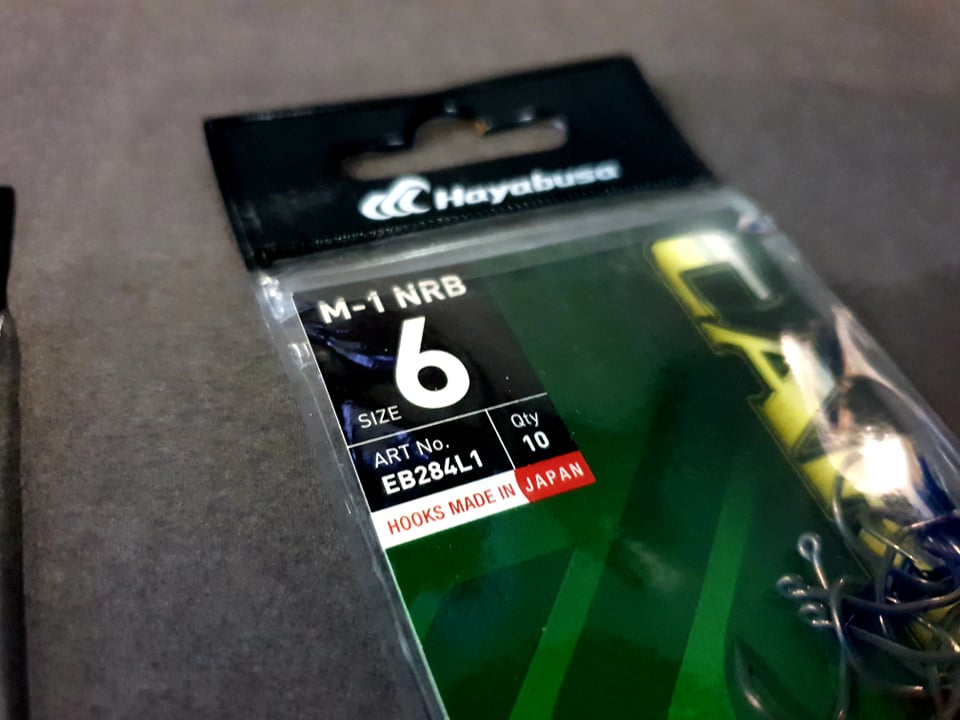 Hayabusa
M-1 NRB
6
SIZE
ART No.
EB284L1
Qty
10
HOOKS MADE IN JAPAN